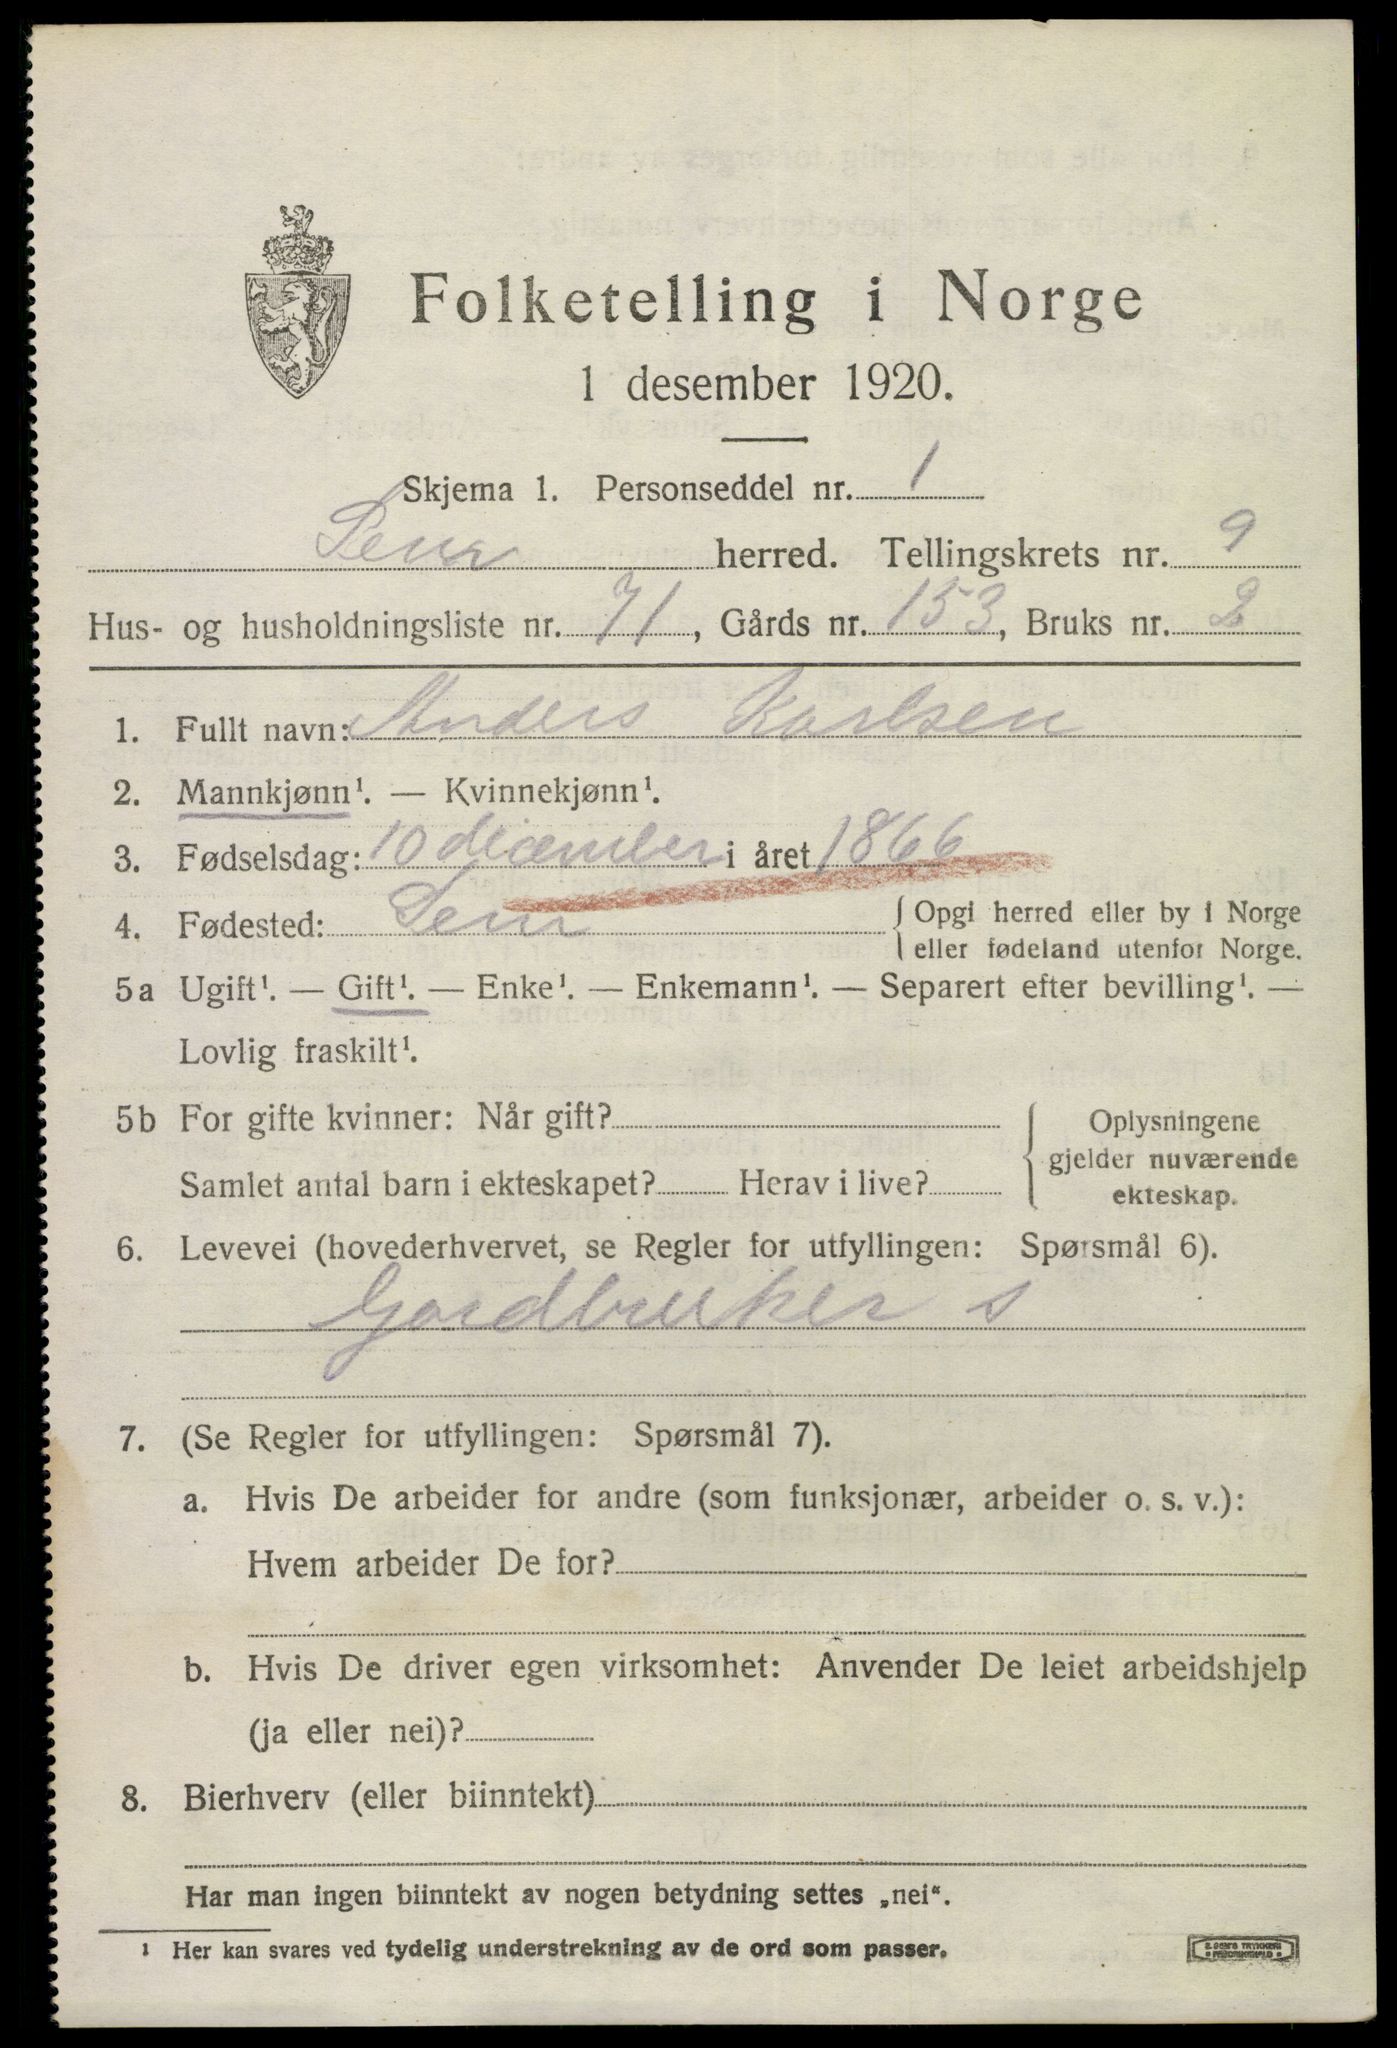 Folketelling i Norge
1 desember 1920.
Skjema 1. Personseddel nr. 1
Sem herred. Tellingskrets nr. 9
Hus- og husholdningsliste nr. 71, Gårds nr. 153, Bruks nr. 2
1. Fullt navn: Anders Karlsen
2. Mannkjønn¹. — Kvinnekjønn¹.
3. Fødselsdag: 10 december i året 1866
4. Fødested: Sem { Opgi herred eller by i Norge
eller fødeland utenfor Norge.
5a Ugift¹. — Gift¹. — Enke¹. — Enkemann¹. — Separert efter bevilling¹. —
Lovlig fraskilt¹.
5b For gifte kvinner: Når gift? { Oplysningene
gjelder nuværende
Samlet antal barn i ekteskapet? Herav i live? ekteskap.
6. Levevei (hovederhvervet, se Regler for utfyllingen: Spørsmål 6).
Gardbruker s
7. (Se Regler for utfyllingen: Spørsmål 7).
a. Hvis De arbeider for andre (som funksjonær, arbeider o. s. v.):
Hvem arbeider De for?
b. Hvis De driver egen virksomhet: Anvender De leiet arbeidshjelp
(ja eller nei)?
8. Bierhverv (eller biinntekt)
Har man ingen biinntekt av nogen betydning settes „nei“.
¹ Her kan svares ved tydelig understrekning av de ord som passer.